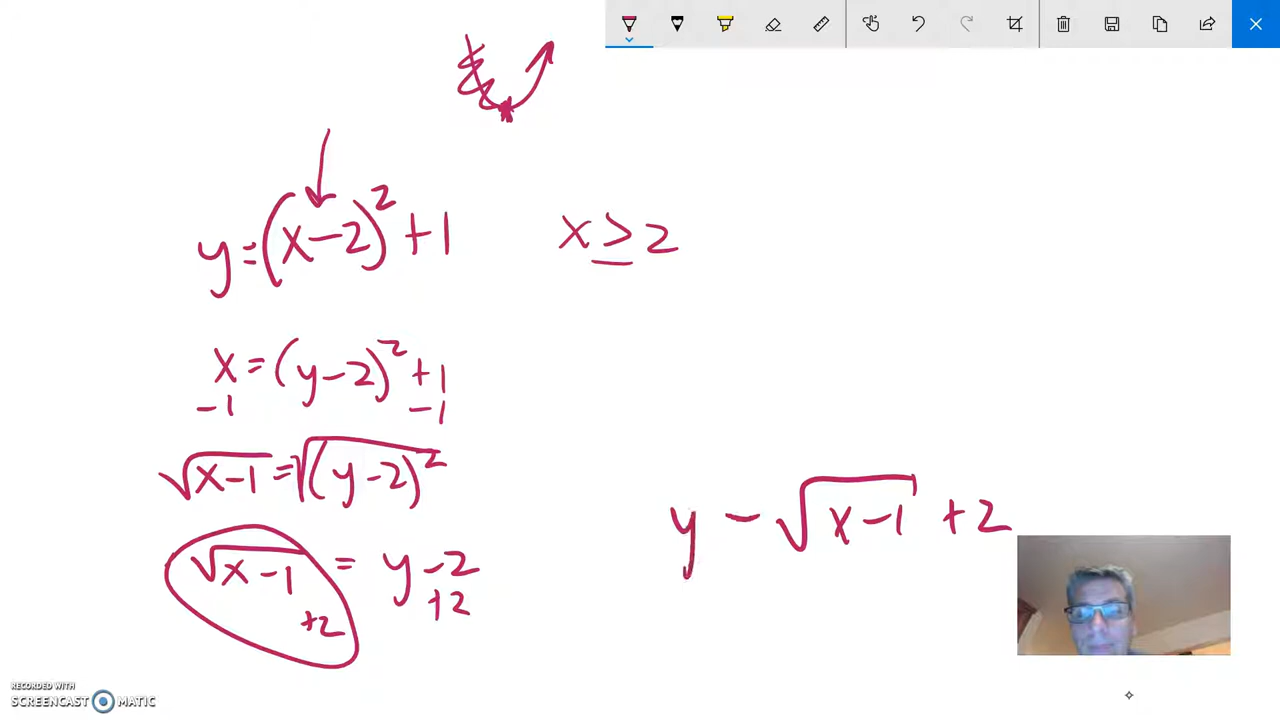 y=(x-2)²+1
x≥2
x=(y-2)²+1
-1 -1
√x-1=√(y-2)²
√x-1 = y-2
+2 +2
y - √x-1 +2
RECORDED WITH
SCREENCAST MATIC